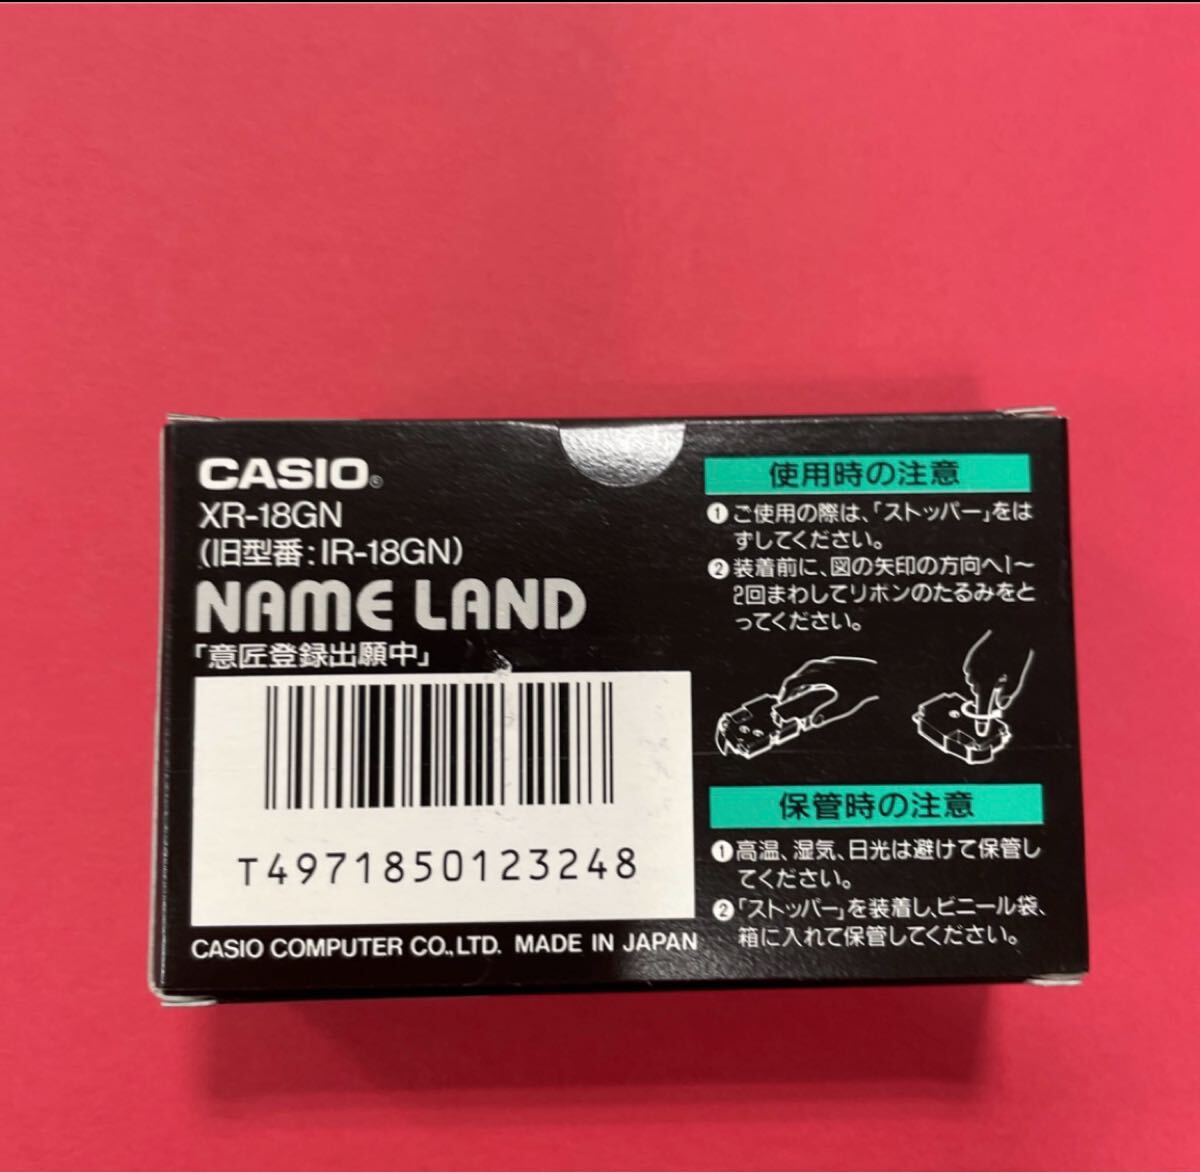 CASIO®
XR-18GN
(旧型番:IR-18GN)
NAME LAND
「意匠登録出願中」
T4971850123248
CASIO COMPUTER CO.,LTD. MADE IN JAPAN
使用時の注意
❶ご使用の際は、「ストッパー」をは
ずしてください。
❷装着前に、図の矢印の方向へ1〜
2回まわしてリボンのたるみをと
ってください。
保管時の注意
❶高温、湿気、日光は避けて保管し
てください。
❷「ストッパー」を装着し、ビニール袋、
箱に入れて保管してください。